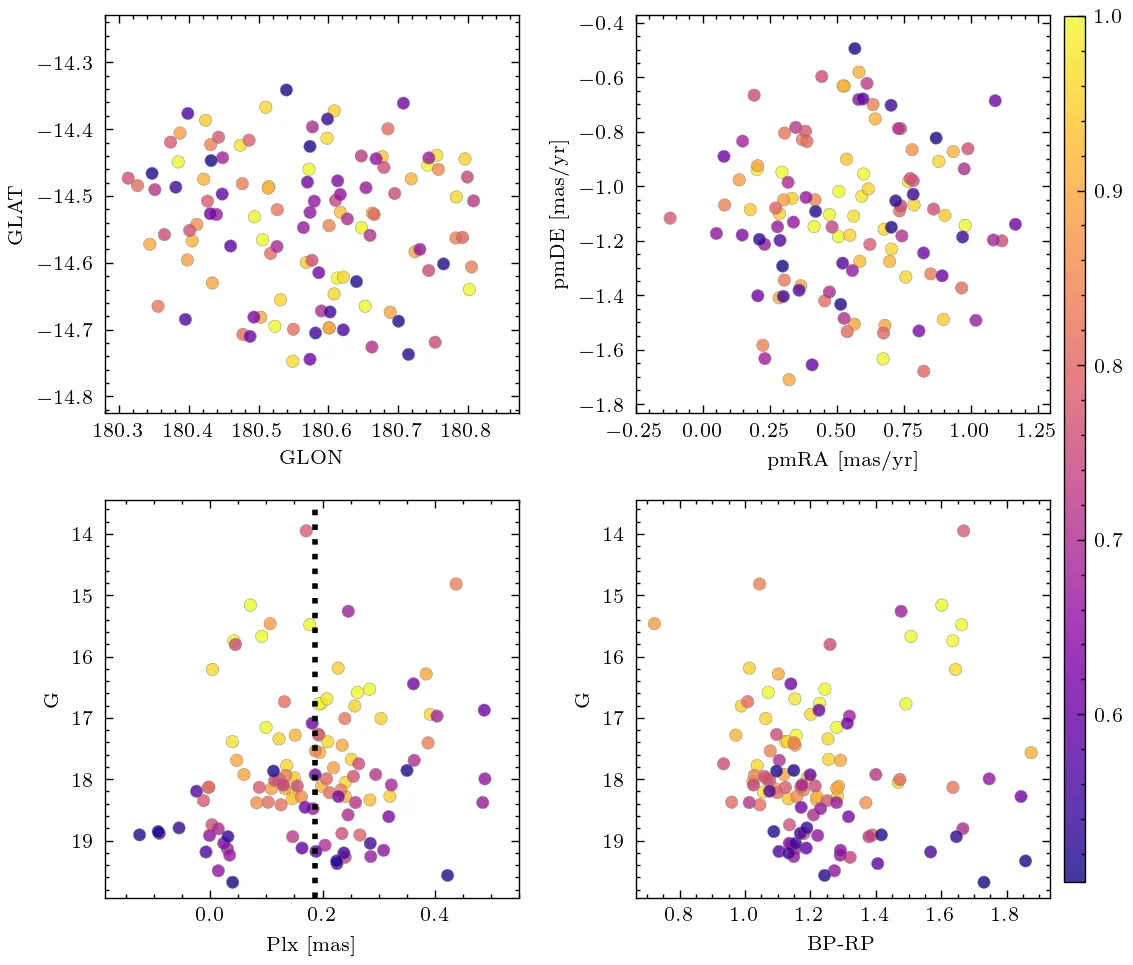 −14.3
−14.4
−14.5
−14.6
−14.7
−14.8
GLAT
180.3 180.4 180.5 180.6 180.7 180.8
GLON
−0.4
−0.6
−0.8
−1.0
−1.2
−1.4
−1.6
−1.8
pmDE [mas/yr]
−0.25 0.00 0.25 0.50 0.75 1.00 1.25
pmRA [mas/yr]
14
15
16
17
18
19
G
0.0 0.2 0.4
Plx [mas]
14
15
16
17
18
19
G
0.8 1.0 1.2 1.4 1.6 1.8
BP-RP
1.0
0.9
0.8
0.7
0.6